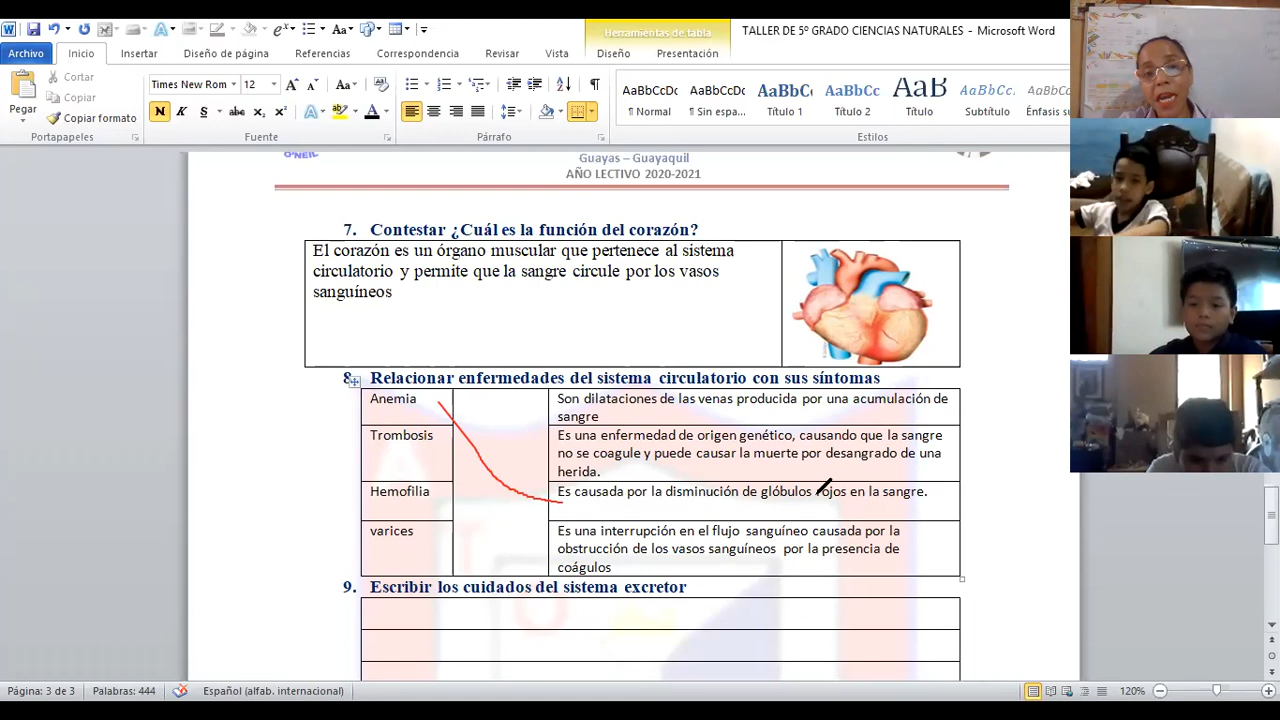 TALLER DE 5º GRADO CIENCIAS NATURALES - Microsoft Word
Herramientas de tabla
Archivo Inicio Insertar Diseño de página Referencias Correspondencia Revisar Vista Diseño Presentación
Pegar
Cortar
Copiar
Copiar formato
Portapapeles
Times New Rom 12
Aa
N K S abc x₂ x²
Fuente
Párrafo
AaBbCcDc AaBbCcDc AaBbCc AaBbCc AaB AaBbCc. AaBbCc
¶ Normal ¶ Sin espa... Título 1 Título 2 Título Subtítulo Énfasis su
Estilos
O'NEIL
Guayas – Guayaquil
AÑO LECTIVO 2020-2021
7. Contestar ¿Cuál es la función del corazón?
El corazón es un órgano muscular que pertenece al sistema
circulatorio y permite que la sangre circule por los vasos
sanguíneos
8 Relacionar enfermedades del sistema circulatorio con sus síntomas
Anemia
Son dilataciones de las venas producida por una acumulación de
sangre
Trombosis
Es una enfermedad de origen genético, causando que la sangre
no se coagule y puede causar la muerte por desangrado de una
herida.
Hemofilia
Es causada por la disminución de glóbulos rojos en la sangre.
varices
Es una interrupción en el flujo sanguíneo causada por la
obstrucción de los vasos sanguíneos por la presencia de
coágulos
9. Escribir los cuidados del sistema excretor
Página: 3 de 3 Palabras: 444 Español (alfab. internacional) 120%